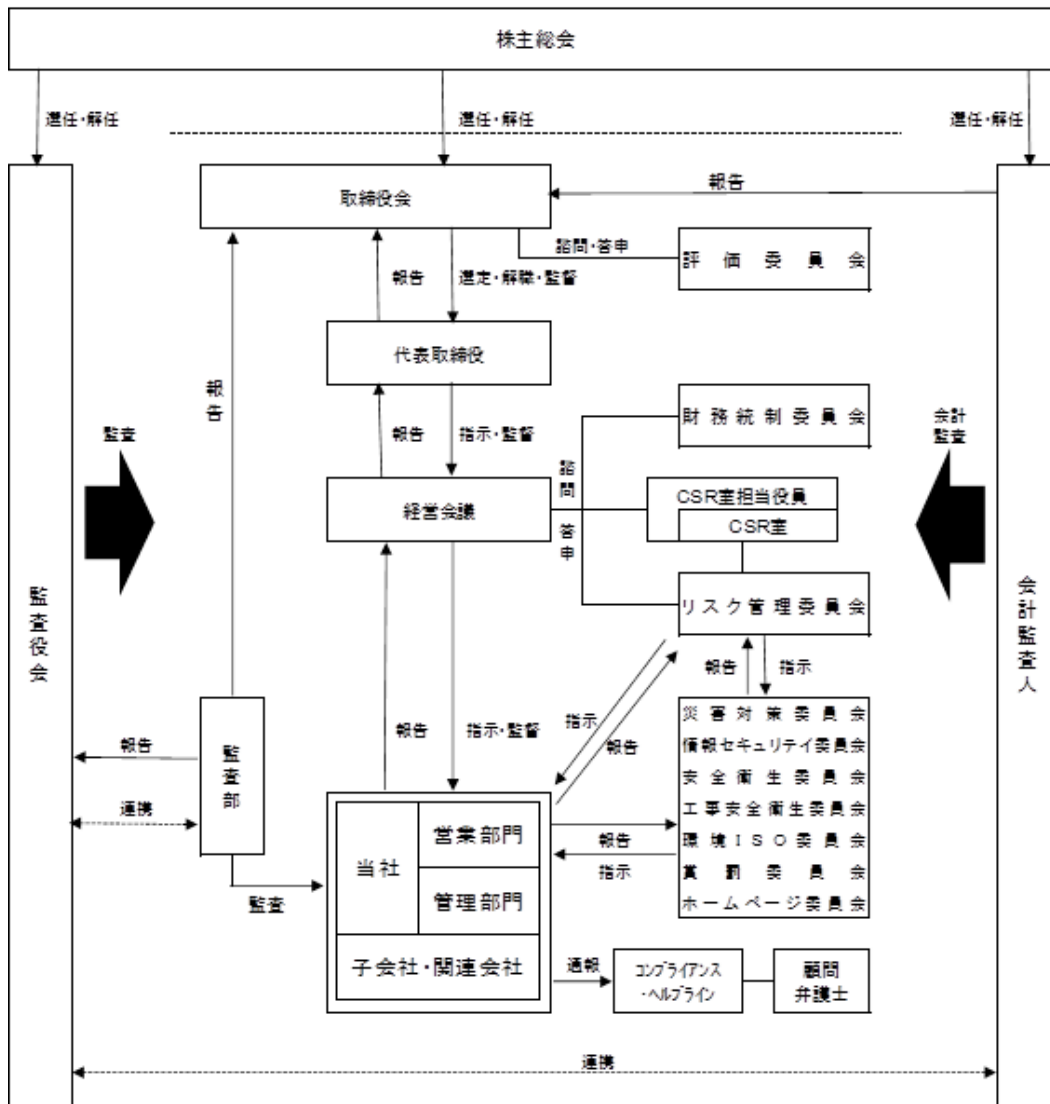 株主総会
選任・解任
選任・解任
選任・解任
取締役会
報告
諮問・答申
評価委員会
報告
選定・解職・監督
代表取締役
報告
監査
報告
指示・監督
財務統制委員会
会計
監査
諮問
答申
経営会議
CSR室担当役員
CSR室
リスク管理委員会
監査役会
会計監査人
報告
指示
報告
指示・監督
指示
報告
災害対策委員会
情報セキュリテイ委員会
安全衛生委員会
工事安全衛生委員会
環境ISO委員会
賞罰委員会
ホームページ委員会
報告
連携
監査部
監査
当社
営業部門
管理部門
子会社・関連会社
報告
指示
通報
コンプライアンス
・ヘルプライン
顧問
弁護士
連携